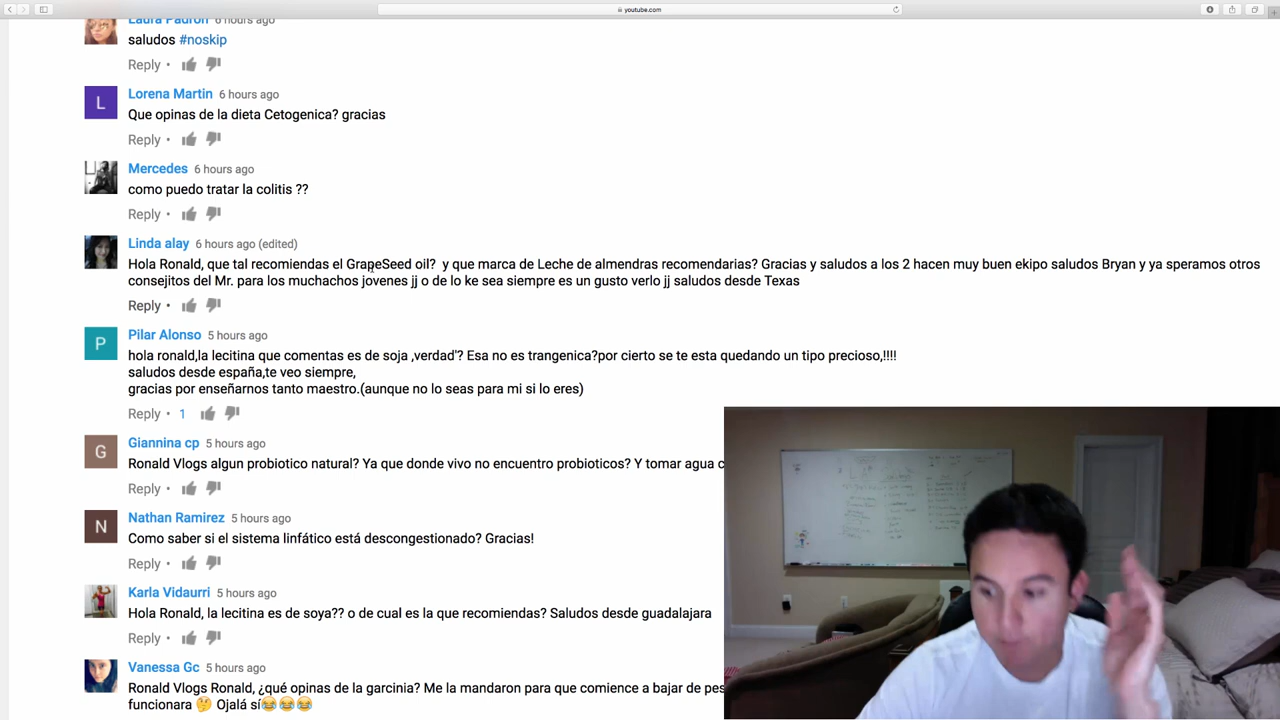 youtube.com
Laura Padron 6 hours ago
saludos #noskip
Reply •
L
Lorena Martin 6 hours ago
Que opinas de la dieta Cetogenica? gracias
Reply •
Mercedes 6 hours ago
como puedo tratar la colitis ??
Reply •
Linda alay 6 hours ago (edited)
Hola Ronald, que tal recomiendas el GrapeSeed oil? y que marca de Leche de almendras recomendarias? Gracias y saludos a los 2 hacen muy buen ekipo saludos Bryan y ya speramos otros
consejitos del Mr. para los muchachos jovenes jj o de lo ke sea siempre es un gusto verlo jj saludos desde Texas
Reply •
P
Pilar Alonso 5 hours ago
hola ronald,la lecitina que comentas es de soja ,verdad'? Esa no es trangenica?por cierto se te esta quedando un tipo precioso,!!!!
saludos desde españa,te veo siempre,
gracias por enseñarnos tanto maestro.(aunque no lo seas para mi si lo eres)
Reply • 1
G
Giannina cp 5 hours ago
Ronald Vlogs algun probiotico natural? Ya que donde vivo no encuentro probioticos? Y tomar agua c
Reply •
N
Nathan Ramirez 5 hours ago
Como saber si el sistema linfático está descongestionado? Gracias!
Reply •
Karla Vidaurri 5 hours ago
Hola Ronald, la lecitina es de soya?? o de cual es la que recomiendas? Saludos desde guadalajara
Reply •
Vanessa Gc 5 hours ago
Ronald Vlogs Ronald, ¿qué opinas de la garcinia? Me la mandaron para que comience a bajar de pes
funcionara 🤔 Ojalá sí😂😂😂